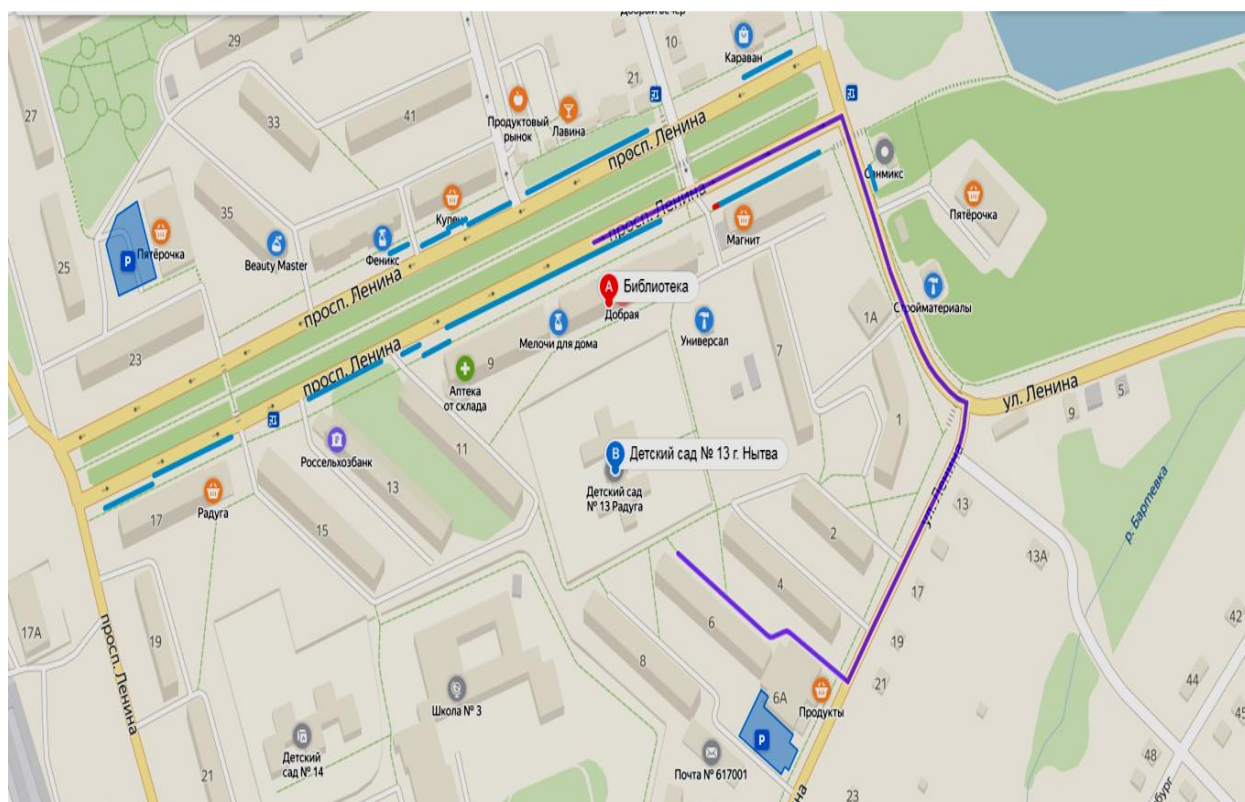 29
27
33
41
Продуктовый
рынок
Лавина
10
21
Караван
просп. Ленина
35
25
Пятёрочка
P
Beauty Master
Феникс
23
просп. Ленина
просп. Ленина
Магнит
Санмикс
Пятёрочка
A Библиотека
Добрая
Мелочи для дома
Универсал
Стройматериалы
1А
7
9
Аптека
от склада
просп. Ленина
11
1
ул. Ленина
9
5
Россельхозбанк
13
B Детский сад № 13 г. Нытва
Детский сад
№ 13 Радуга
Радуга
17
15
2
4
6
8
ул. Ленина
13
13А
р. Бартевка
17
19
21
42
44
48
17А
19
просп. Ленина
21
Школа № 3
Детский
сад № 14
6А
Продукты
P
Почта № 617001
23